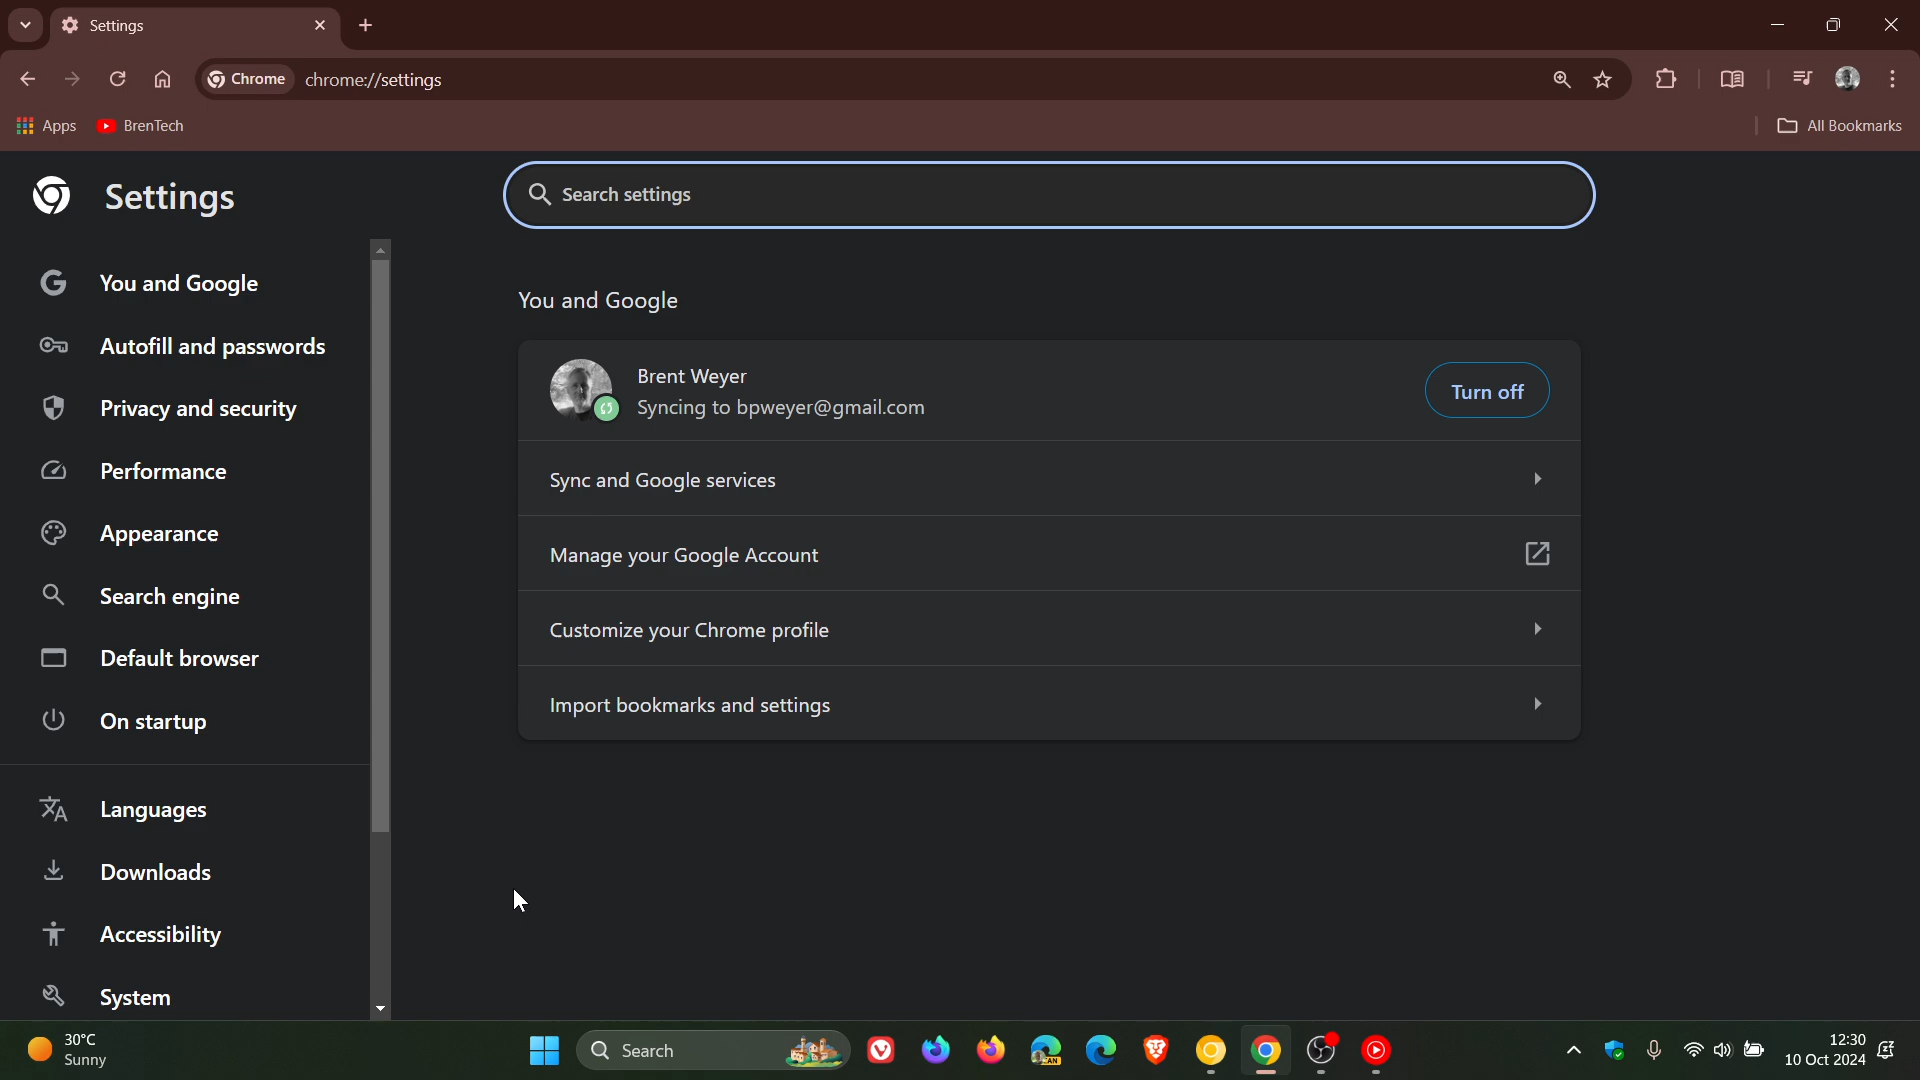 Settings
Chrome
chrome://settings
Apps
BrenTech
All Bookmarks
Settings
Search settings
You and Google
Autofill and passwords
Privacy and security
Performance
Appearance
Search engine
Default browser
On startup
Languages
Downloads
Accessibility
System
You and Google
Brent Weyer
Syncing to bpweyer@gmail.com
Turn off
Sync and Google services
Manage your Google Account
Customize your Chrome profile
Import bookmarks and settings
30°C
Sunny
Search
CAN
12:30
10 Oct 2024